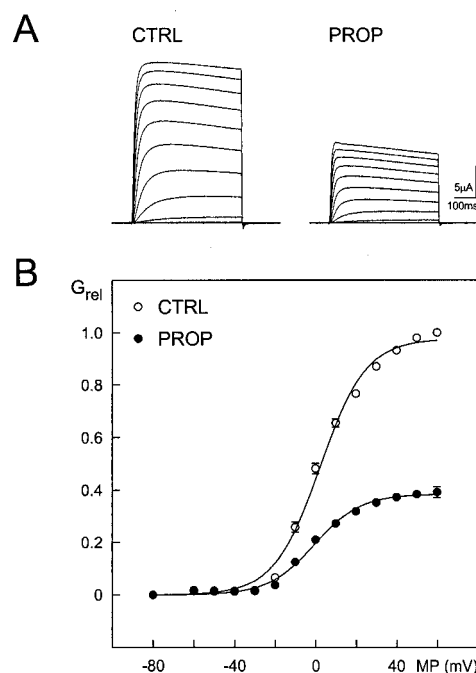 A
CTRL
PROP
5µA
100ms
B
Grel
CTRL
PROP
1.0
0.8
0.6
0.4
0.2
0
-80
-40
0
40
MP (mV)